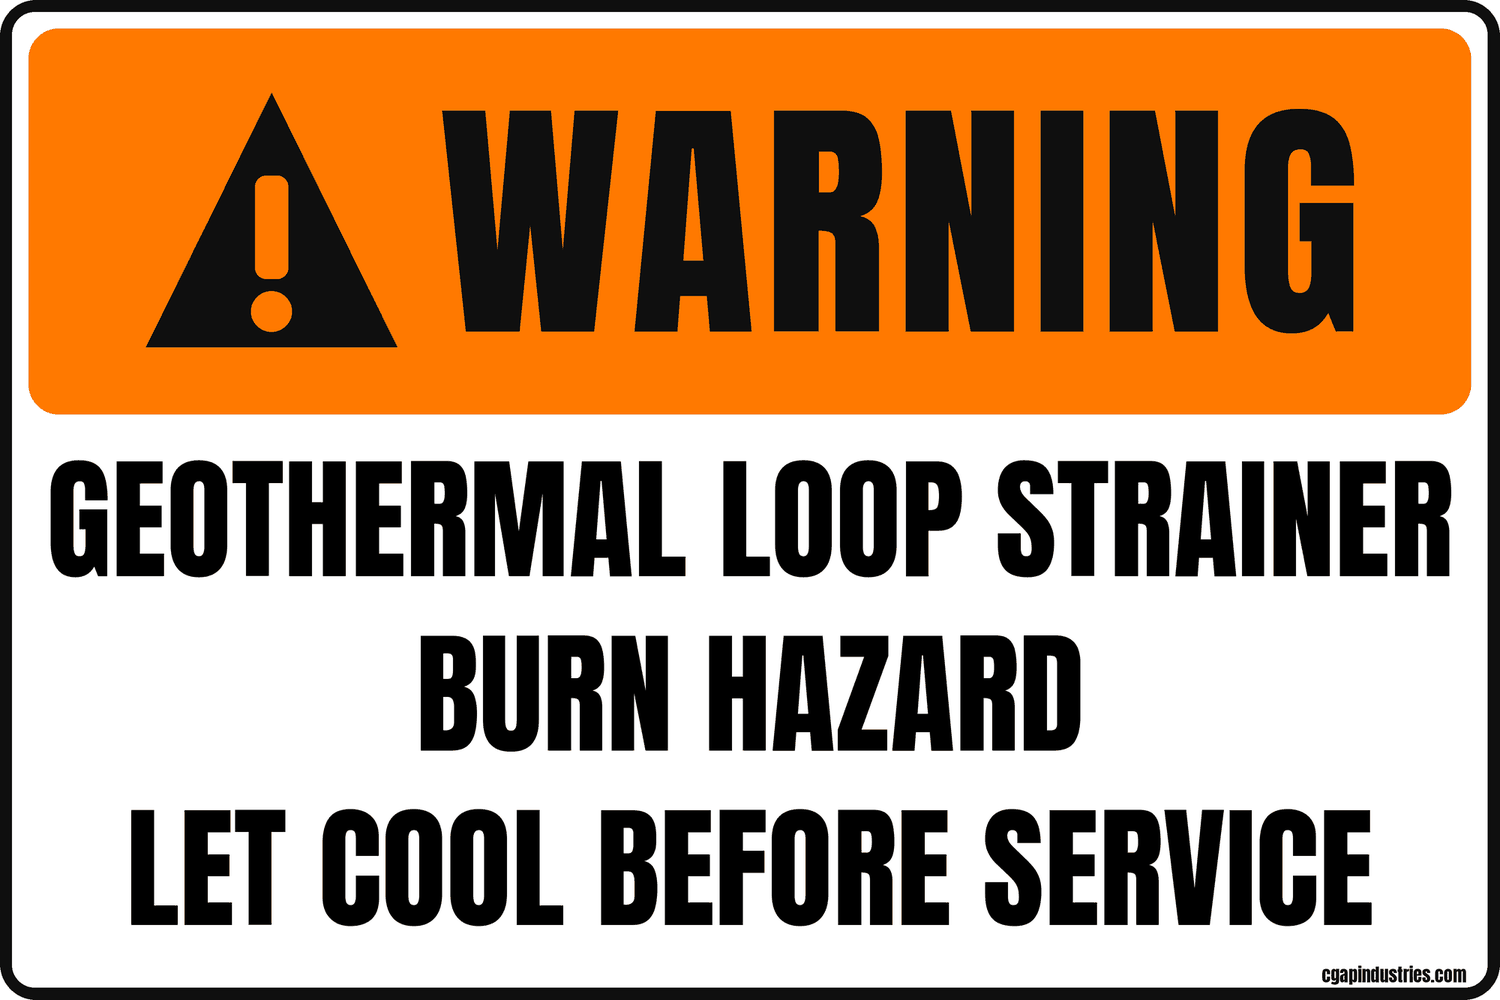 WARNING
GEOTHERMAL LOOP STRAINER
BURN HAZARD
LET COOL BEFORE SERVICE
cgapindustries.com